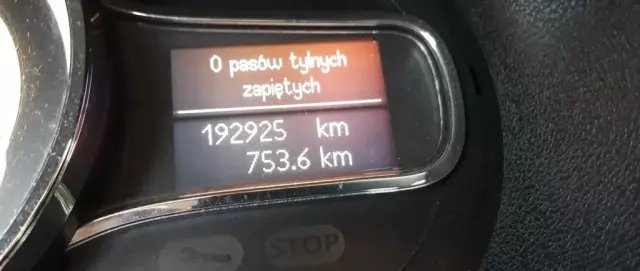 0 pasów tylnych
zapiętych
192925 km
753.6 km
STOP